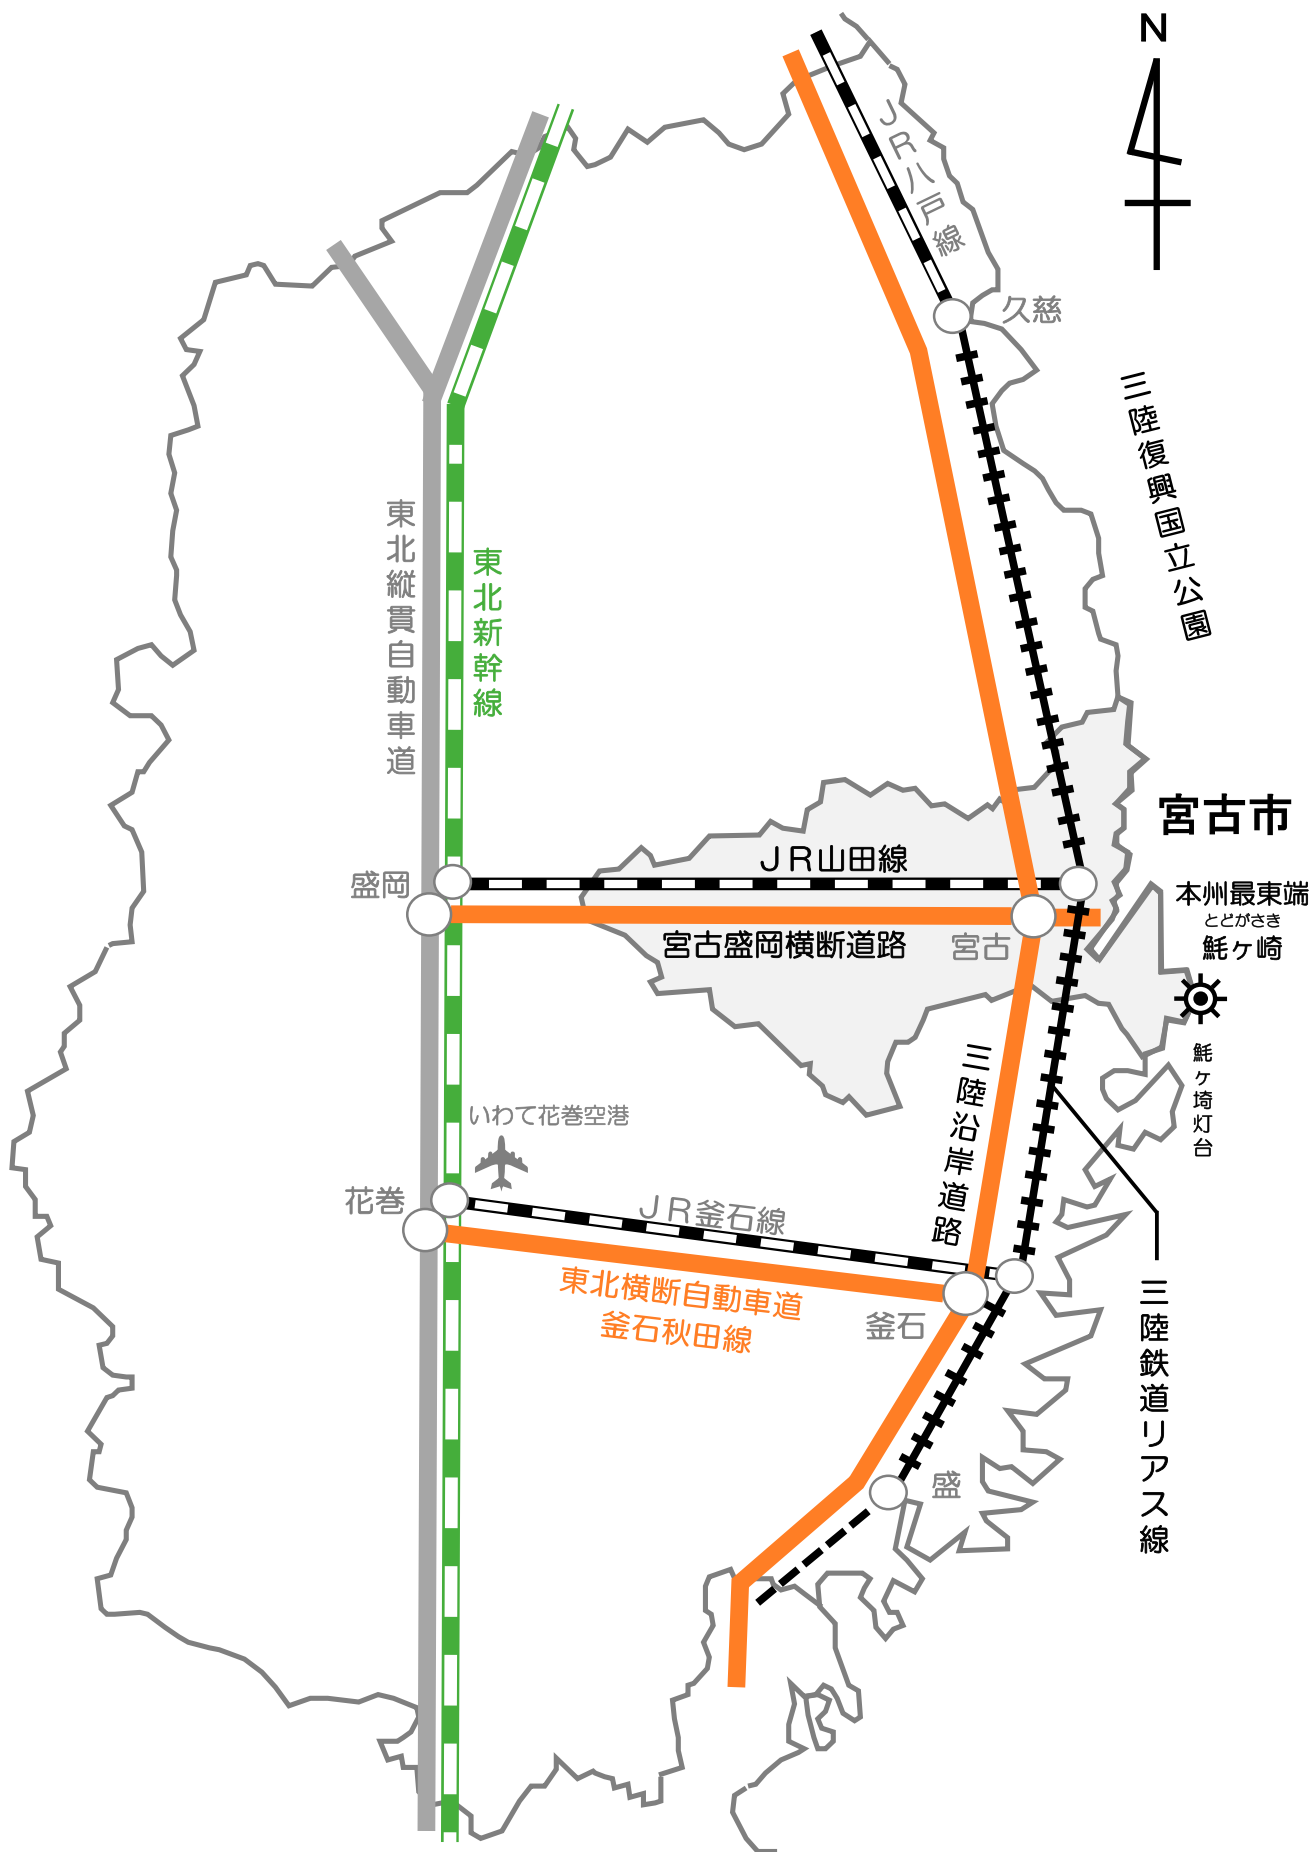 N
JR八戸線
久慈
三陸復興国立公園
東北縦貫自動車道
東北新幹線
宮古市
JR山田線
盛岡
本州最東端
とどがさき
魹ヶ崎
宮古盛岡横断道路
宮古
魹ヶ埼灯台
三陸沿岸道路
いわて花巻空港
花巻
JR釜石線
東北横断自動車道
釜石秋田線
釜石
三陸鉄道リアス線
盛